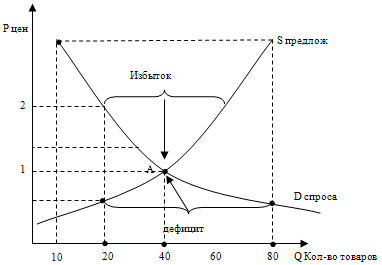 P цен
S предлож
Избыток
2
1
A
D спроса
дефицит
10 20 40 60 80 Q Кол-во товаров